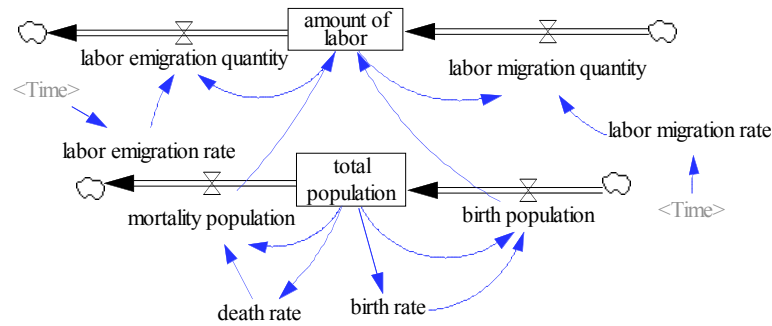 amount of
labor
labor emigration quantity
labor migration quantity
<Time>
labor emigration rate
labor migration rate
total
population
mortality population
birth population
<Time>
death rate
birth rate